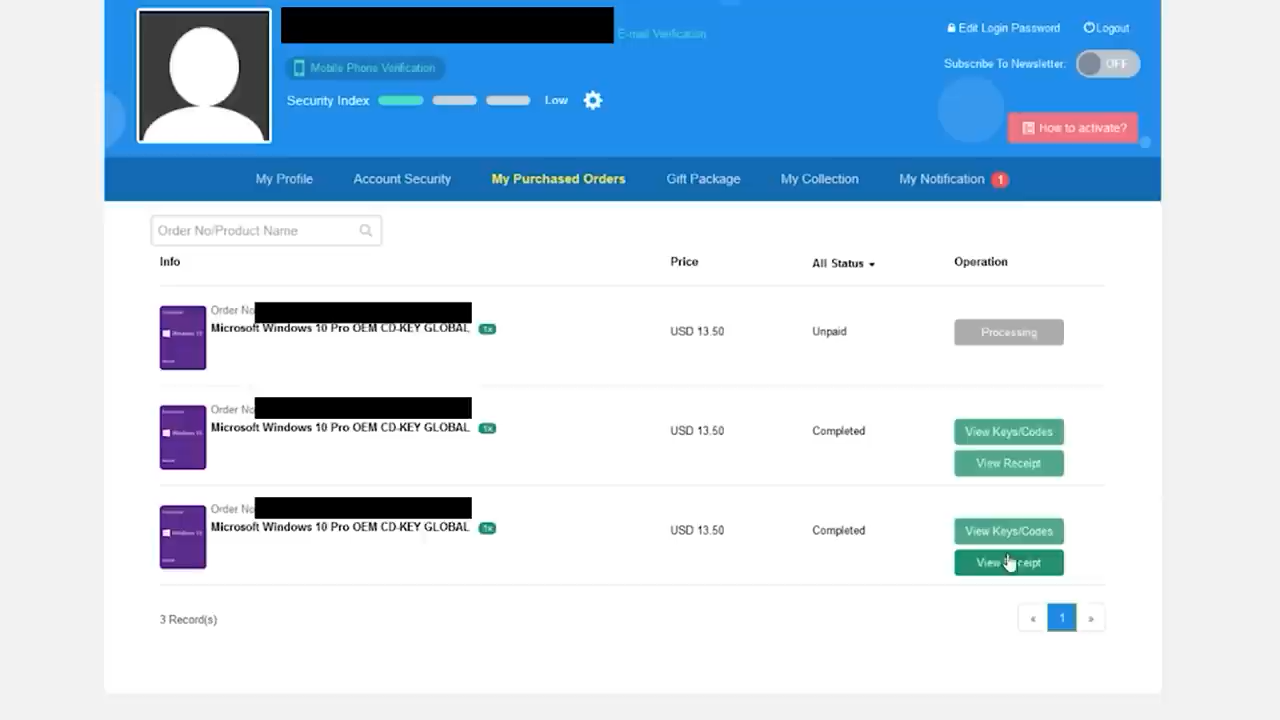 E-mail Verification
Edit Login Password
Logout
Mobile Phone Verification
Subscribe To Newsletter:
OFF
Security Index
Low
How to activate?
My Profile
Account Security
My Purchased Orders
Gift Package
My Collection
My Notification
1
Order No/Product Name
Info
Price
All Status
Operation
Order No
Microsoft Windows 10 Pro OEM CD-KEY GLOBAL
1x
USD 13.50
Unpaid
Processing
Order No
Microsoft Windows 10 Pro OEM CD-KEY GLOBAL
1x
USD 13.50
Completed
View Keys/Codes
View Receipt
Order No
Microsoft Windows 10 Pro OEM CD-KEY GLOBAL
1x
USD 13.50
Completed
View Keys/Codes
View Receipt
3 Record(s)
« 1 »